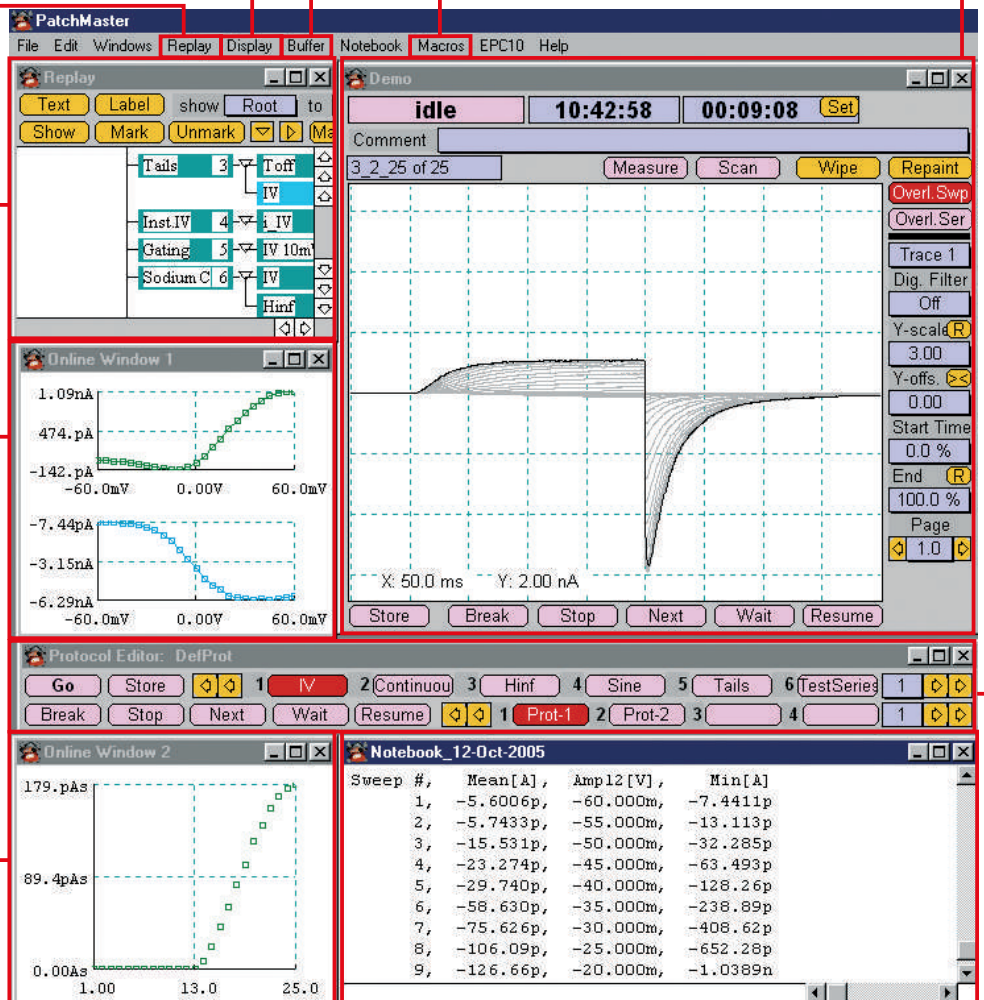 PatchMaster
File Edit Windows Replay Display Buffer Notebook Macros EPC10 Help
Replay
Text Label show Root to
Show Mark Unmark Ma
Tails 3 Toff
IV
Inst.IV 4 i_IV
Gating 5 IV 10m
Sodium C 6 IV
Hinf
Demo
idle 10:42:58 00:09:08 Set
Comment
3_2_25 of 25 Measure Scan Wipe Repaint
Overl.Swp
Overl.Ser
Trace 1
Dig. Filter
Off
Y-scale R
3.00
Y-offs. ><
0.00
Start Time
0.0 %
End R
100.0 %
Page
1.0
X: 50.0 ms Y: 2.00 nA
Store Break Stop Next Wait Resume
Online Window 1
1.09nA
474.pA
-142.pA
-60.0mV 0.00V 60.0mV
-7.44pA
-3.15nA
-6.29nA
-60.0mV 0.00V 60.0mV
Protocol Editor: DefProt
Go Store 1 IV 2 Continuou 3 Hinf 4 Sine 5 Tails 6 TestSeries 1
Break Stop Next Wait Resume 1 Prot-1 2 Prot-2 3 4 1
Online Window 2
179.pAs
89.4pAs
0.00As
1.00 13.0 25.0
Notebook_12-Oct-2005
Sweep #, Mean[A], Ampl2[V], Min[A]
1, -5.6006p, -60.000m, -7.4411p
2, -5.7433p, -55.000m, -13.113p
3, -15.531p, -50.000m, -32.285p
4, -23.274p, -45.000m, -63.493p
5, -29.740p, -40.000m, -128.26p
6, -58.630p, -35.000m, -238.89p
7, -75.626p, -30.000m, -408.62p
8, -106.09p, -25.000m, -652.28p
9, -126.66p, -20.000m, -1.0389n